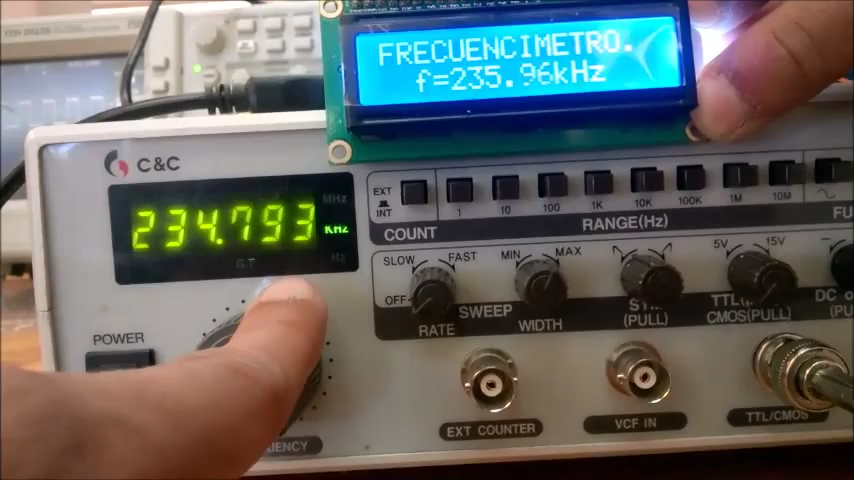 FRECUENCIMETRO.
f=235.96kHz
C&C
234.793
MHz
KHz
Hz
G.T
EXT
INT
COUNT
1 10 100 1K 10K 100K 1M 10M
RANGE(Hz)
SLOW FAST
OFF
RATE
SWEEP
MIN MAX
WIDTH
(PULL)
5V 15V
CMOS(PULL)
DC
POWER
EXT COUNTER
VCF IN
TTL/CMOS